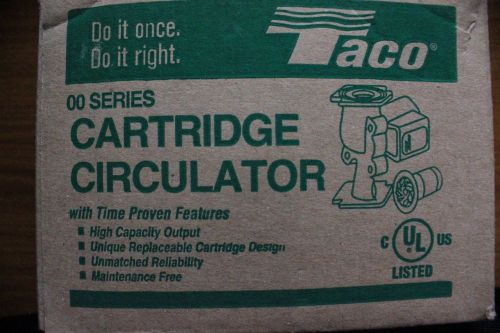 Do it once.
Do it right.
Taco®
00 SERIES
CARTRIDGE
CIRCULATOR
with Time Proven Features
■ High Capacity Output
■ Unique Replaceable Cartridge Design
■ Unmatched Reliability
■ Maintenance Free
C UL® US
LISTED